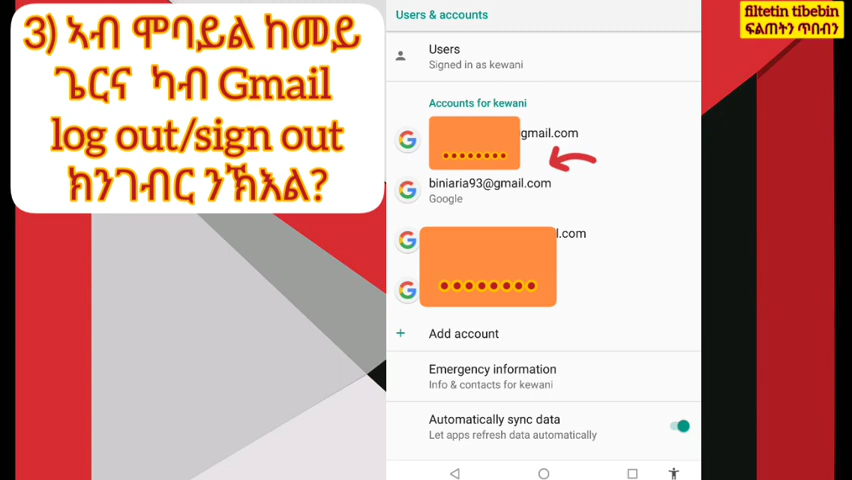 3) ኣብ ሞባይል ከመይ
ጌርና ካብ Gmail
log out/sign out
ክንገብር ንኽእል?
Users & accounts
Users
Signed in as kewani
Accounts for kewani
gmail.com
biniaria93@gmail.com
Google
l.com
Add account
Emergency information
Info & contacts for kewani
Automatically sync data
Let apps refresh data automatically
filtetin tibebin
ፍልጠትን ጥበብን